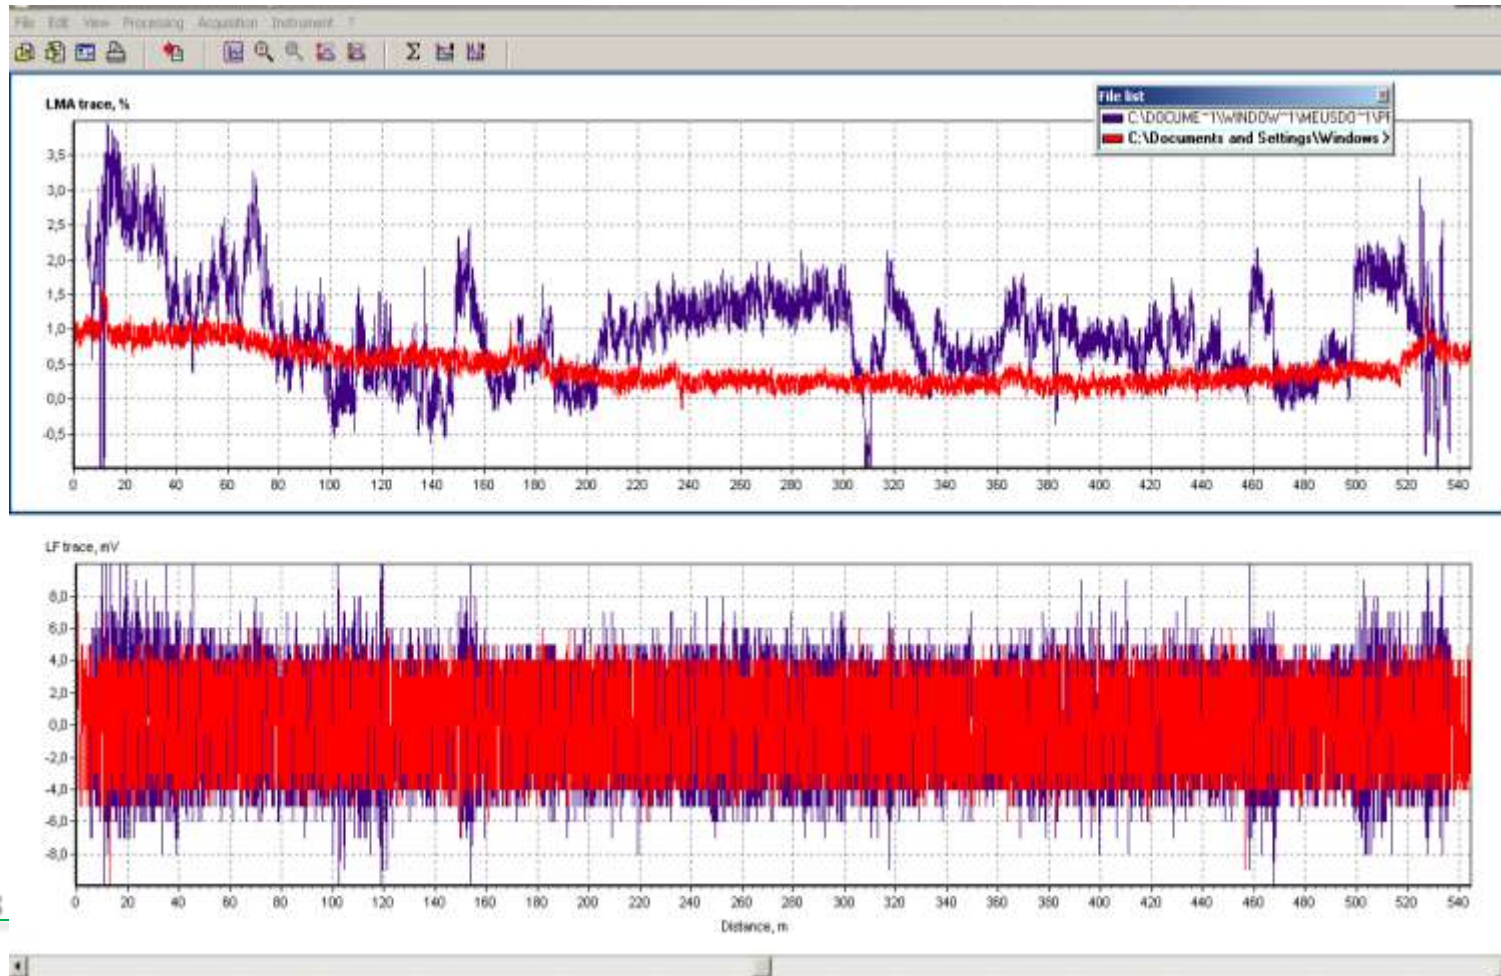 File Edit View Processing Acquisition Instrument ?
LMA trace, %
File list
C:\DOCUME~1\WINDOW~1\MEUSDO~1\PF
C:\Documents and Settings\Windows
3,5
3,0
2,5
2,0
1,5
1,0
0,5
0,0
-0,5
0 20 40 60 80 100 120 140 160 180 200 220 240 260 280 300 320 340 360 380 400 420 440 460 480 500 520 540
LF trace, mV
8,0
6,0
4,0
2,0
0,0
-2,0
-4,0
-6,0
-8,0
0 20 40 60 80 100 120 140 160 180 200 220 240 260 280 300 320 340 360 380 400 420 440 460 480 500 520 540
Distance, m